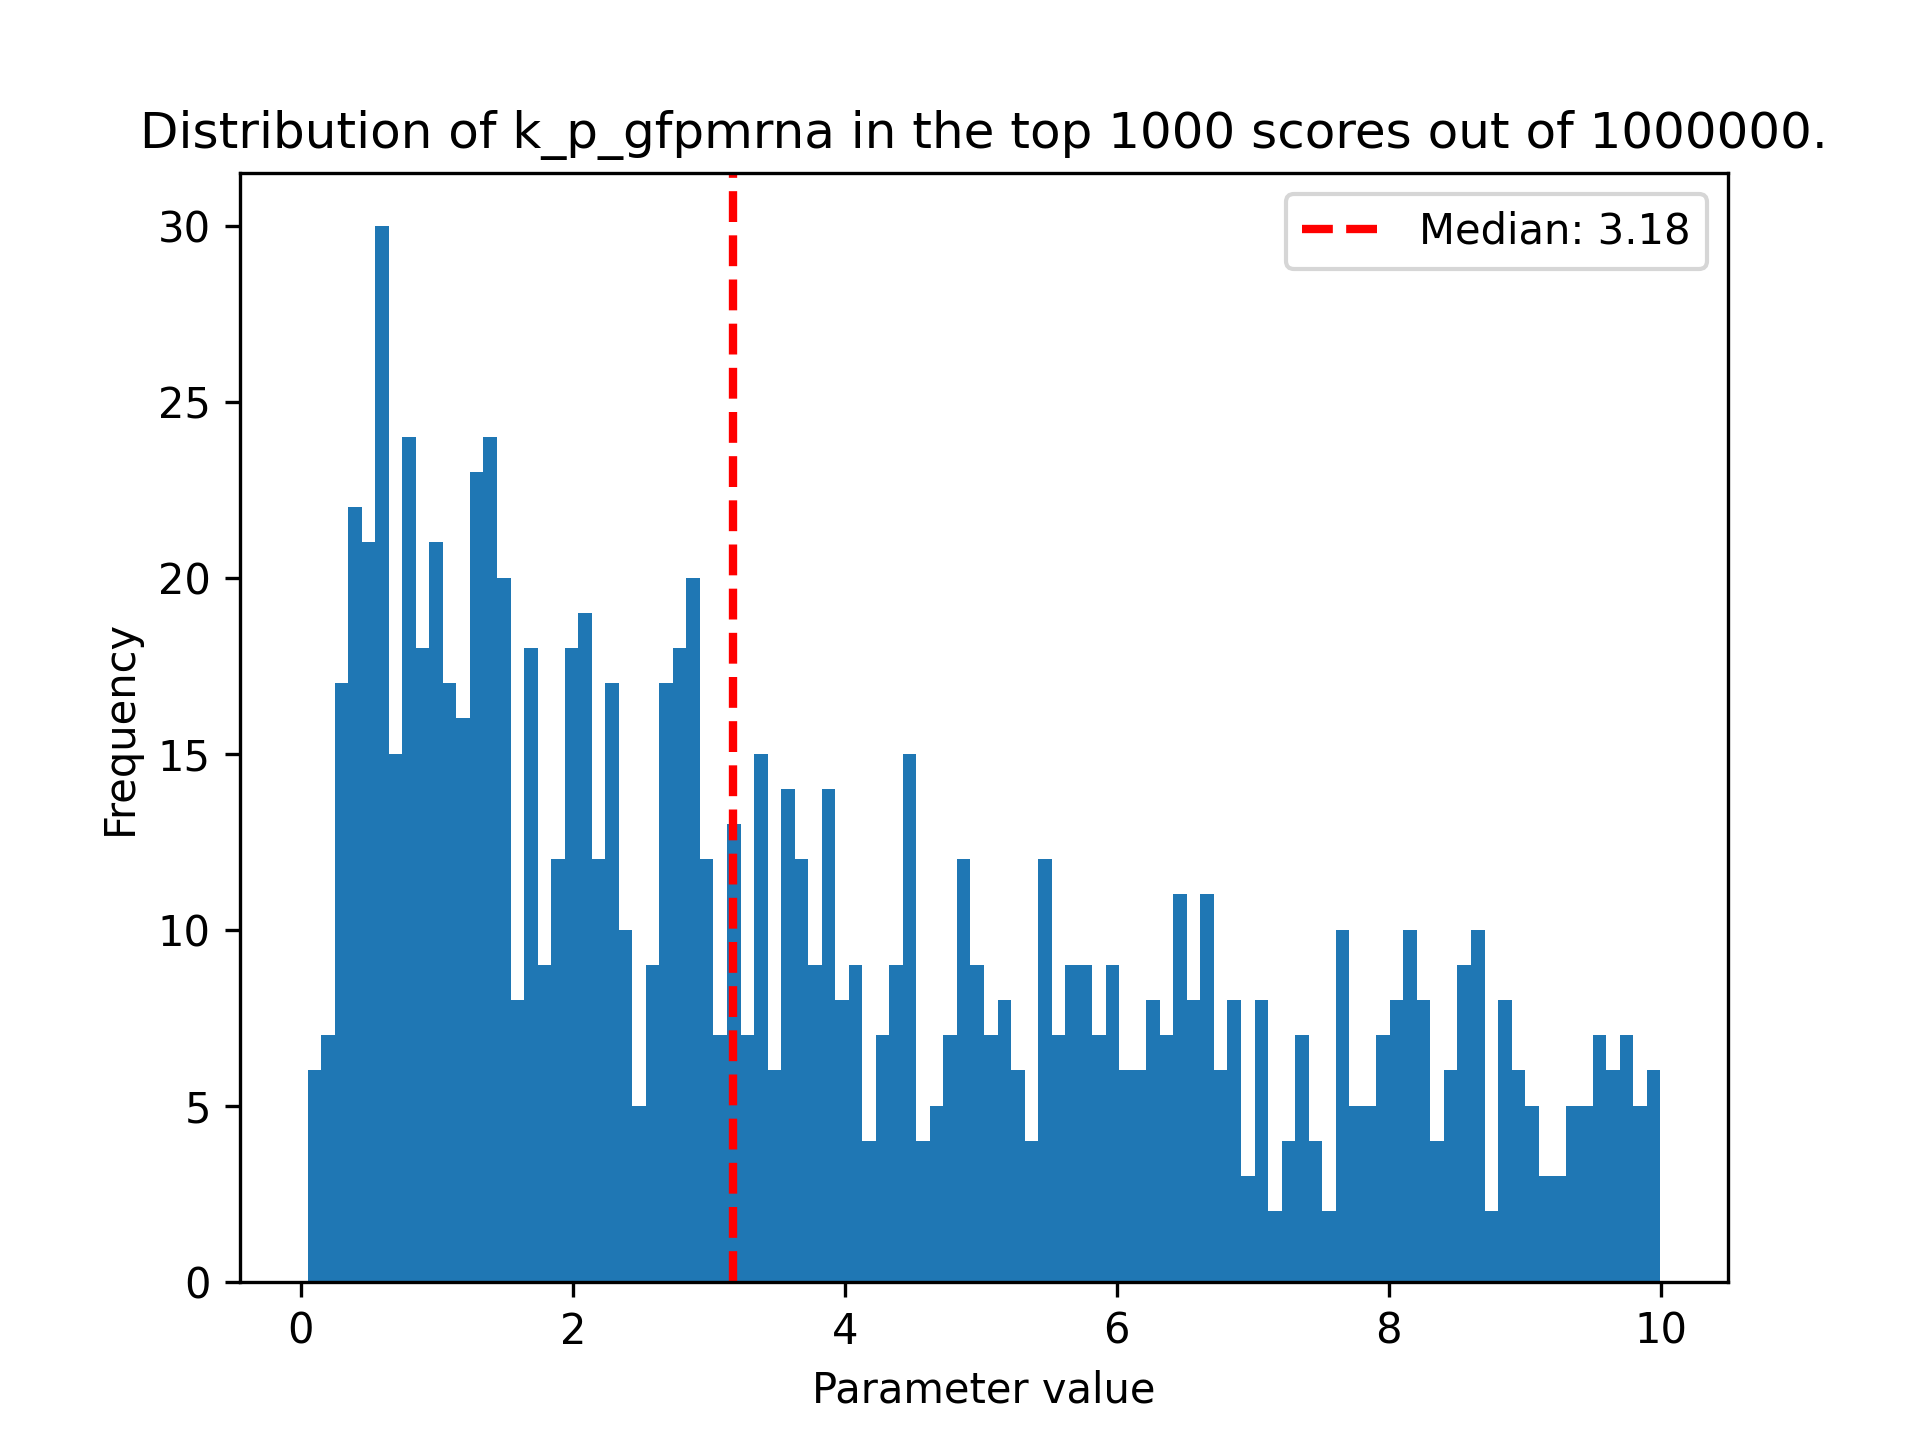 Distribution of k_p_gfpmrna in the top 1000 scores out of 1000000.
Median: 3.18
Frequency
30
25
20
15
10
5
0
0 2 4 6 8 10
Parameter value